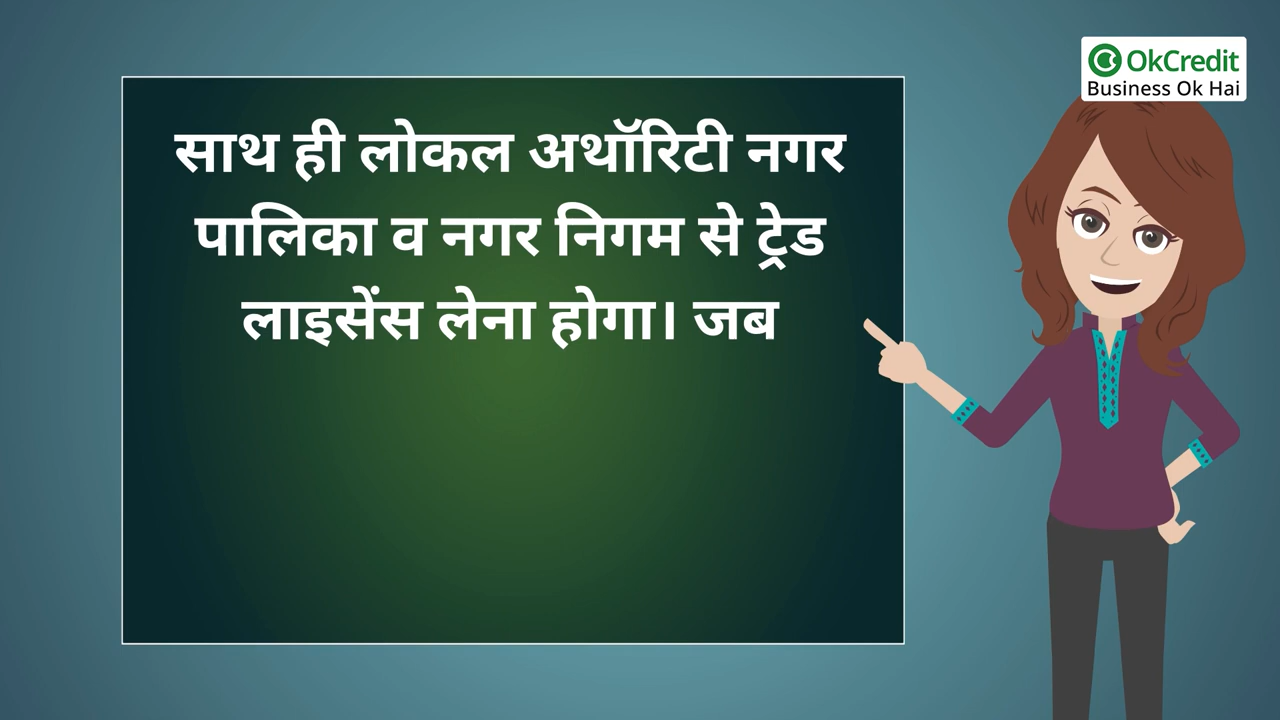 OkCredit
Business Ok Hai
साथ ही लोकल अथॉरिटी नगर
पालिका व नगर निगम से ट्रेड
लाइसेंस लेना होगा। जब